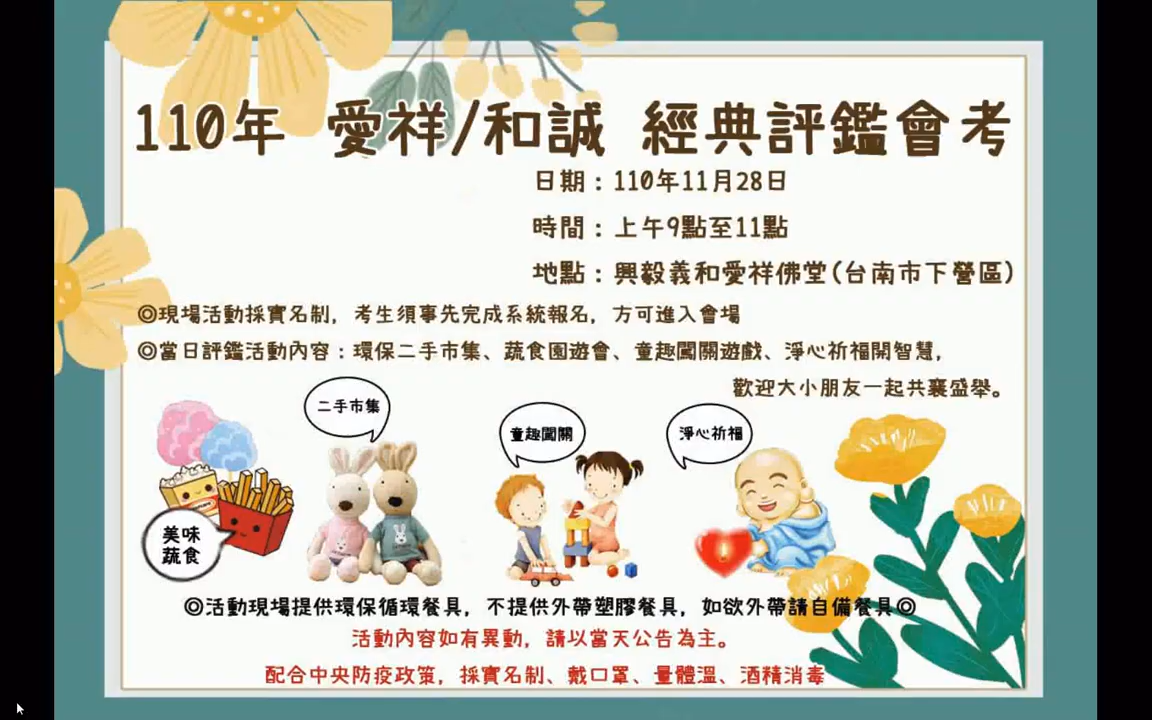 110年 愛祥/和誠 經典評鑑會考
日期：110年11月28日
時間：上午9點至11點
地點：興毅義和愛祥佛堂(台南市下營區)
◎現場活動採實名制，考生須事先完成系統報名，方可進入會場
◎當日評鑑活動內容：環保二手市集、蔬食園遊會、童趣闖關遊戲、淨心祈福開智慧，
歡迎大小朋友一起共襄盛舉。
二手市集
童趣闖關
淨心祈福
美味
蔬食
◎活動現場提供環保循環餐具，不提供外帶塑膠餐具，如欲外帶請自備餐具◎
活動內容如有異動，請以當天公告為主。
配合中央防疫政策，採實名制、戴口罩、量體溫、酒精消毒